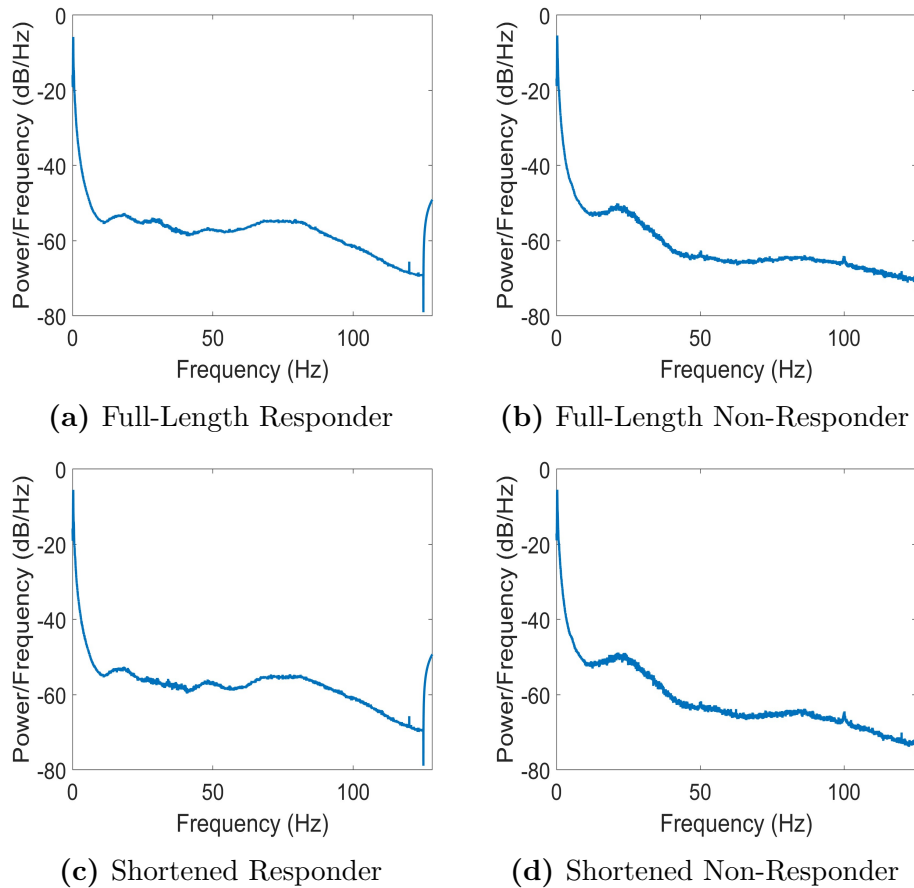 0
-20
-40
-60
-80
Power/Frequency (dB/Hz)
0 50 100
Frequency (Hz)
(a) Full-Length Responder
0
-20
-40
-60
-80
Power/Frequency (dB/Hz)
0 50 100
Frequency (Hz)
(b) Full-Length Non-Responder
0
-20
-40
-60
-80
Power/Frequency (dB/Hz)
0 50 100
Frequency (Hz)
(c) Shortened Responder
0
-20
-40
-60
-80
Power/Frequency (dB/Hz)
0 50 100
Frequency (Hz)
(d) Shortened Non-Responder